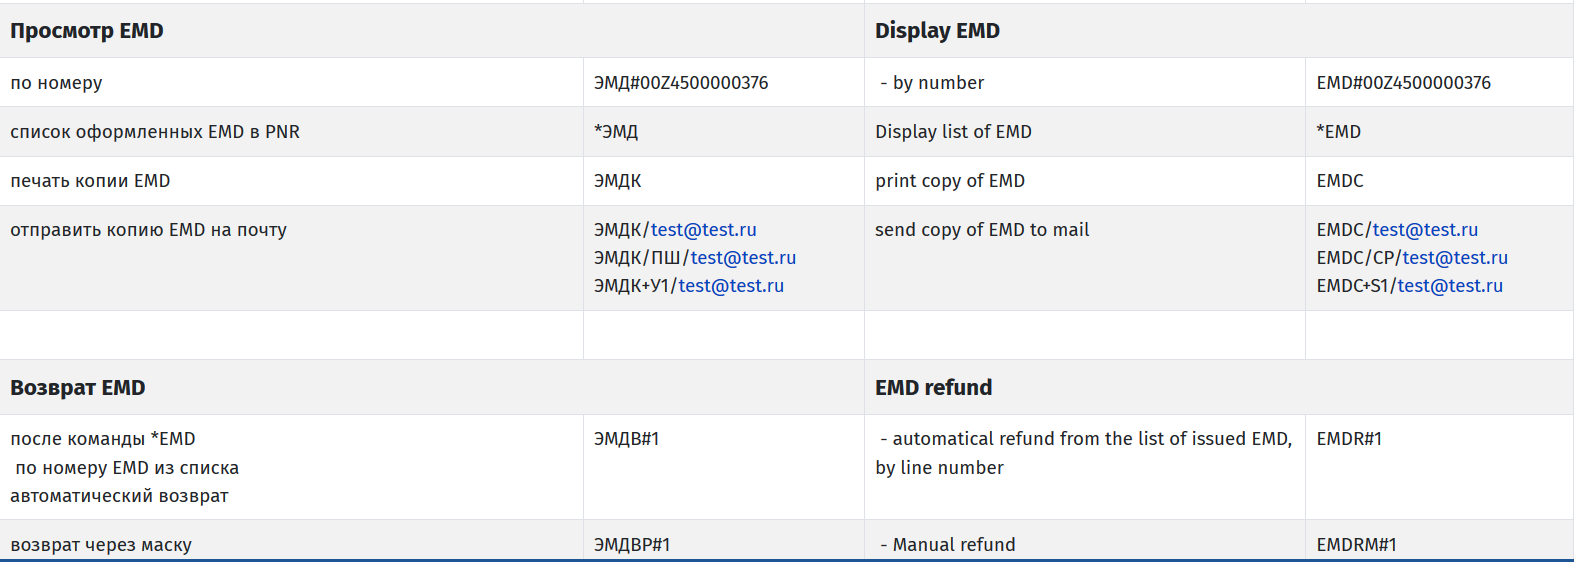 Просмотр EMD Display EMD
по номеру ЭМД#00Z4500000376 - by number EMD#00Z4500000376
список оформленных EMD в PNR *ЭМД Display list of EMD *EMD
печать копии EMD ЭМДК print copy of EMD EMDC
отправить копию EMD на почту ЭМДК/test@test.ru send copy of EMD to mail EMDC/test@test.ru
ЭМДК/ПШ/test@test.ru EMDC/CP/test@test.ru
ЭМДК+У1/test@test.ru EMDC+S1/test@test.ru
Возврат EMD EMD refund
после команды *EMD ЭМДВ#1 - automatical refund from the list of issued EMD, EMDR#1
по номеру EMD из списка by line number
автоматический возврат
возврат через маску ЭМДВР#1 - Manual refund EMDRM#1